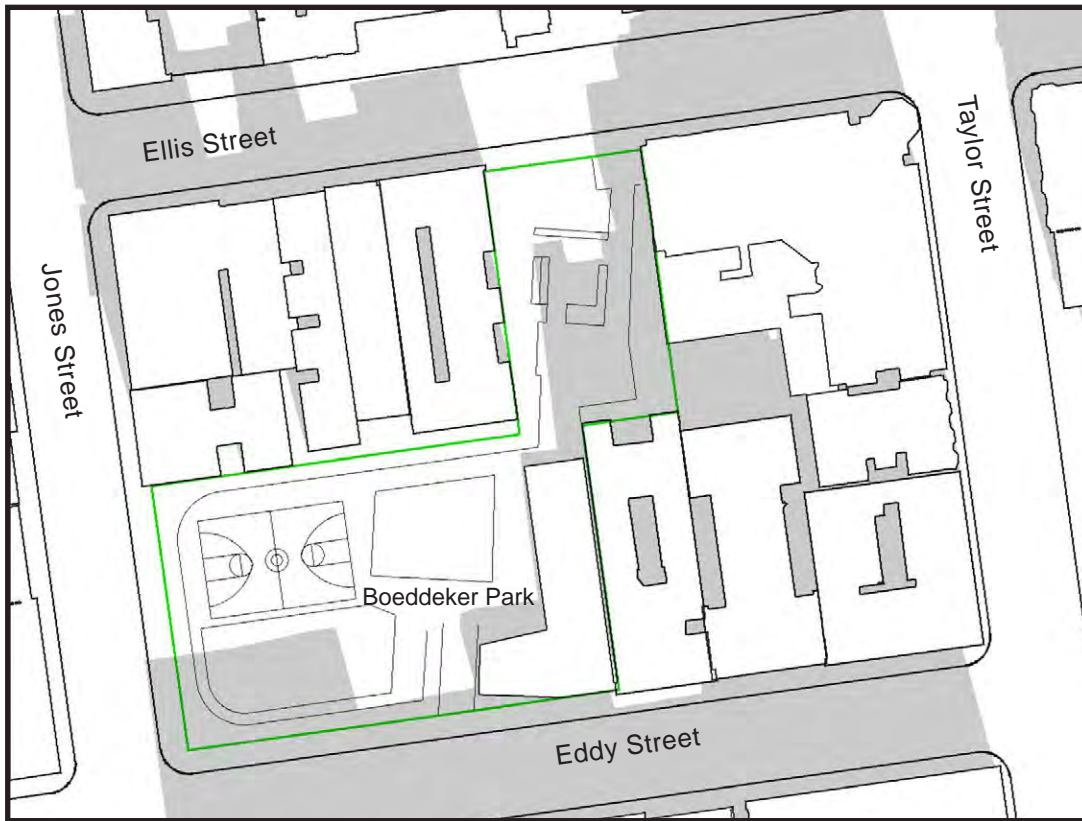 Ellis Street
Taylor Street
Jones Street
Boeddeker Park
Eddy Street